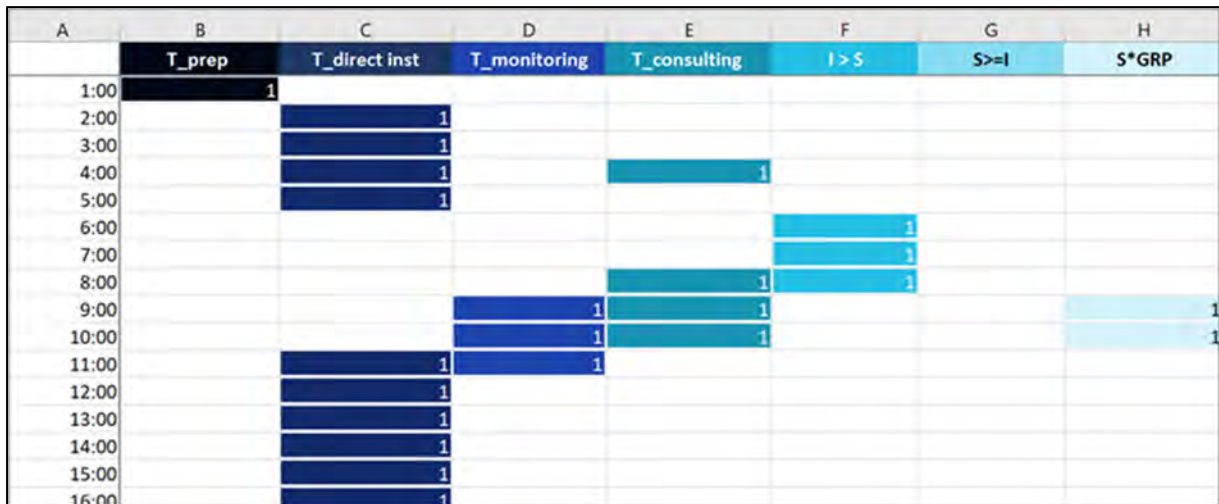 A B C D E F G H
T_prep T_direct inst T_monitoring T_consulting I > S S>=I S*GRP
1:00 1
2:00 1
3:00 1
4:00 1 1
5:00 1
6:00 1
7:00 1
8:00 1 1
9:00 1 1 1
10:00 1 1 1
11:00 1 1
12:00 1
13:00 1
14:00 1
15:00 1
16:00 1